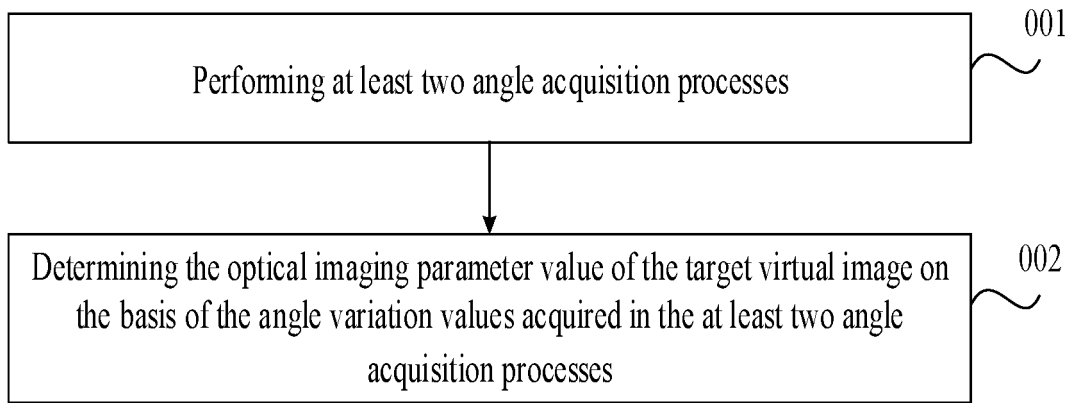 001
Performing at least two angle acquisition processes
002
Determining the optical imaging parameter value of the target virtual image on
the basis of the angle variation values acquired in the at least two angle
acquisition processes